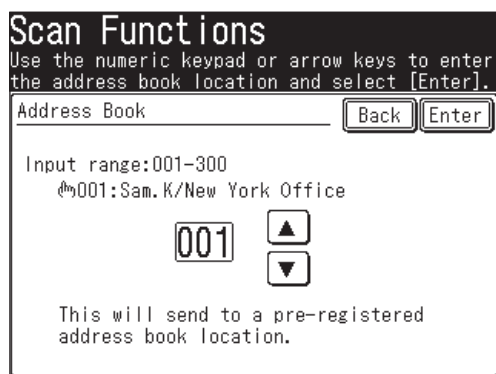 Scan Functions
Use the numeric keypad or arrow keys to enter
the address book location and select [Enter].
Address Book
Back
Enter
Input range:001-300
001:Sam.K/New York Office
001
This will send to a pre-registered
address book location.